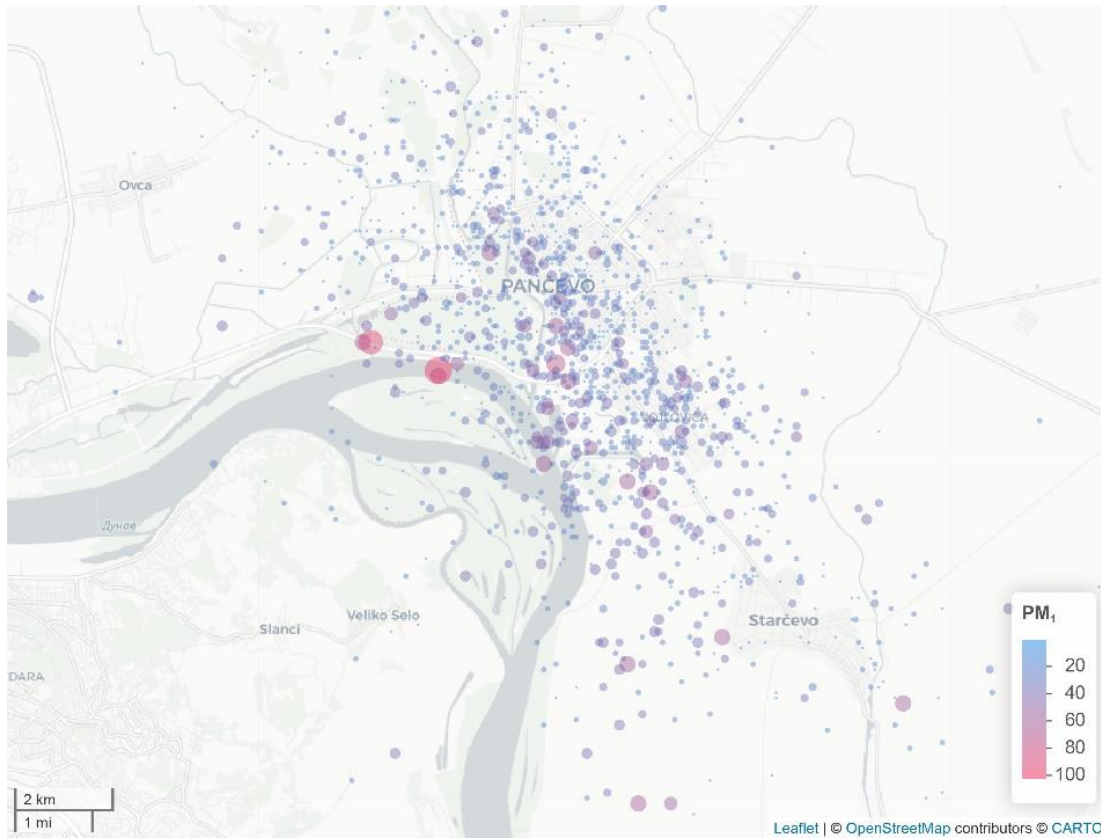 Ovca
PANČEVO
VOJLOVICA
Дунав
Veliko Selo
Slanci
Starčevo
DARA
PM₁
20
40
60
80
100
2 km
1 mi
Leaflet | © OpenStreetMap contributors © CARTO